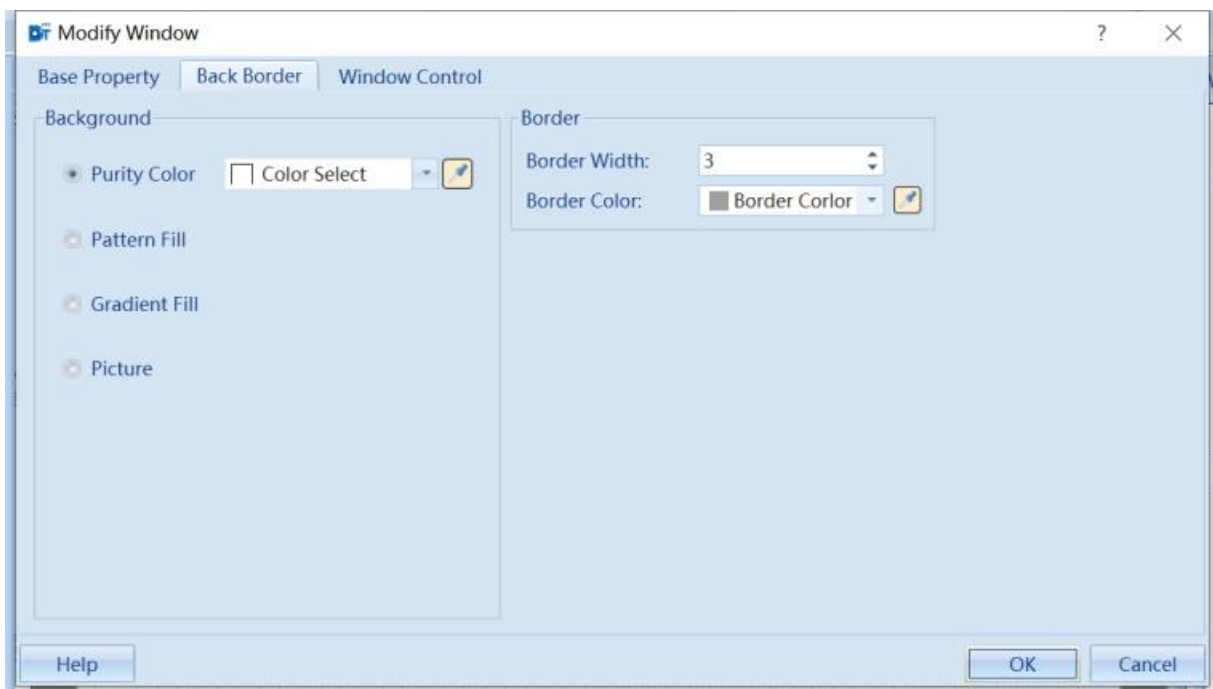 Modify Window
?
Base Property
Back Border
Window Control
Background
Purity Color
Color Select
Pattern Fill
Gradient Fill
Picture
Border
Border Width:
3
Border Color:
Border Corlor
Help
OK
Cancel